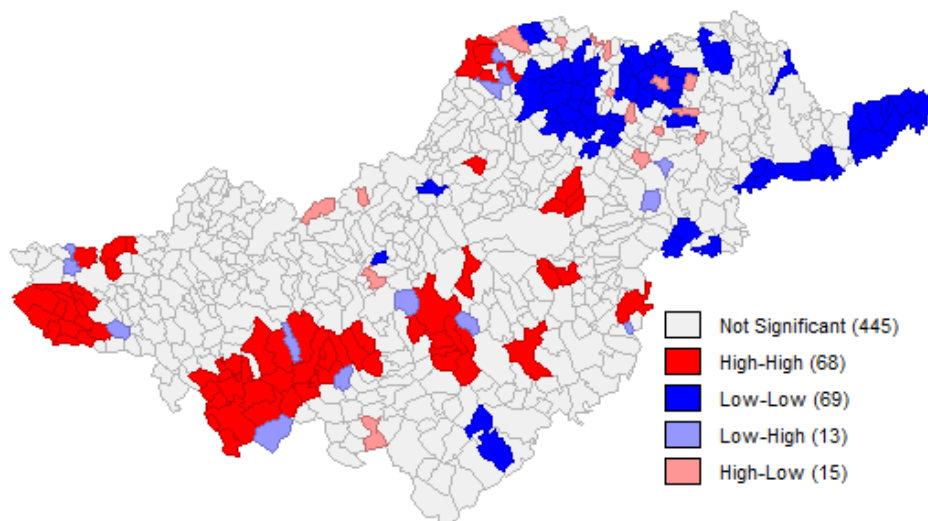 Not Significant (445)
High-High (68)
Low-Low (69)
Low-High (13)
High-Low (15)